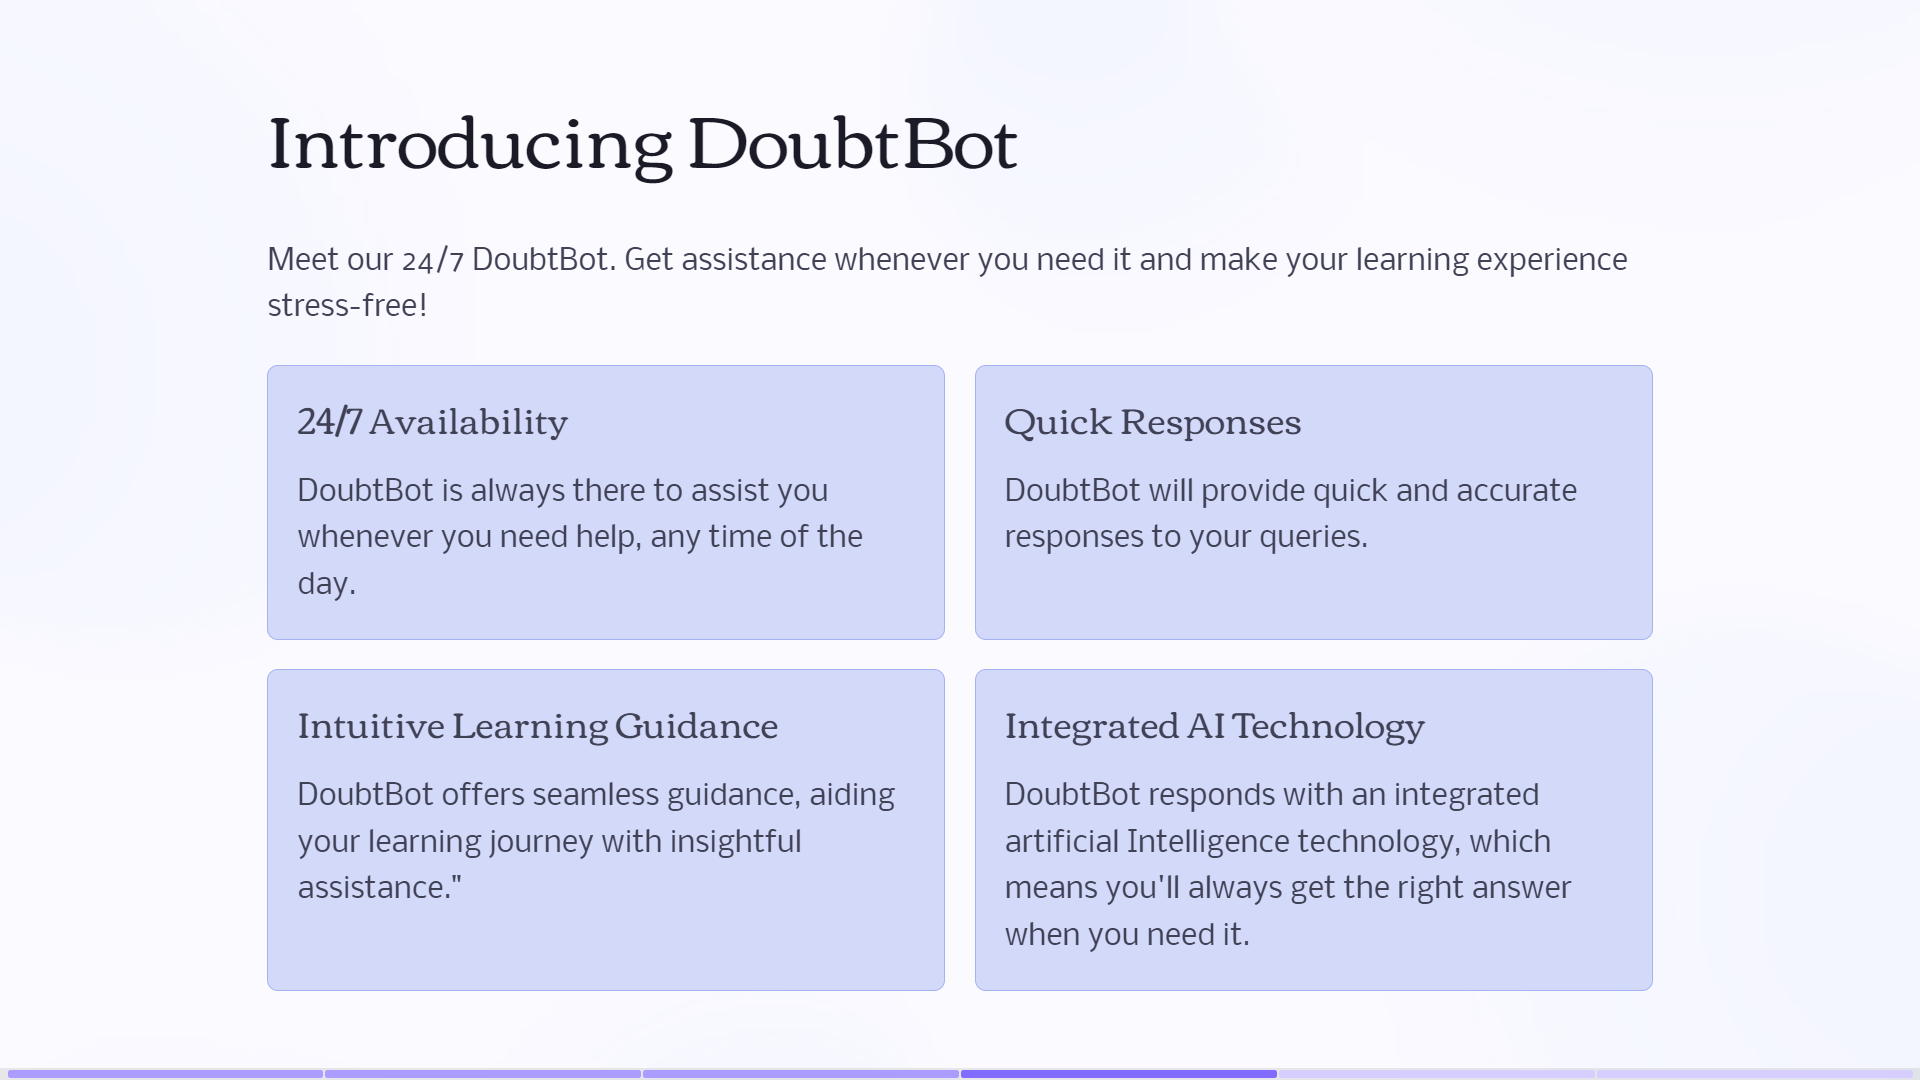 Introducing DoubtBot
Meet our 24/7 DoubtBot. Get assistance whenever you need it and make your learning experience
stress-free!
24/7 Availability
DoubtBot is always there to assist you
whenever you need help, any time of the
day.
Quick Responses
DoubtBot will provide quick and accurate
responses to your queries.
Intuitive Learning Guidance
DoubtBot offers seamless guidance, aiding
your learning journey with insightful
assistance."
Integrated AI Technology
DoubtBot responds with an integrated
artificial Intelligence technology, which
means you'll always get the right answer
when you need it.